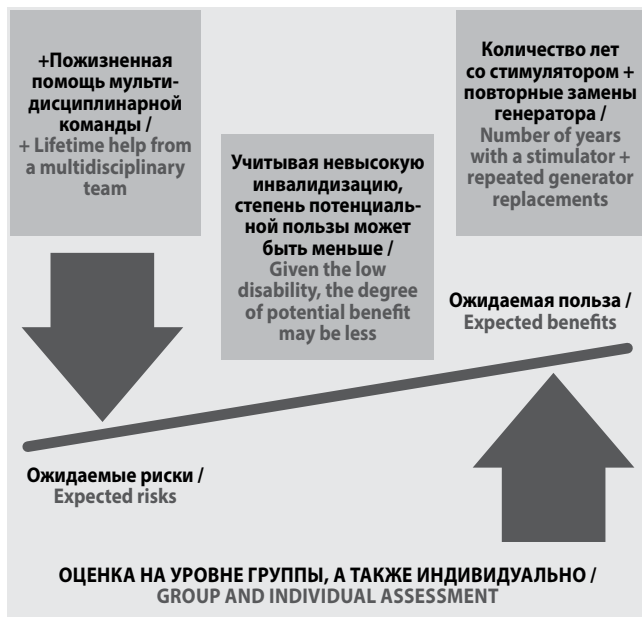 +Пожизненная
помощь мульти-
дисциплинарной
команды /
+ Lifetime help from
a multidisciplinary
team
Учитывая невысокую
инвалидизацию,
степень потенциаль-
ной пользы может
быть меньше /
Given the low
disability, the degree
of potential benefit
may be less
Количество лет
со стимулятором +
повторные замены
генератора /
Number of years
with a stimulator +
repeated generator
replacements
Ожидаемая польза /
Expected benefits
Ожидаемые риски /
Expected risks
ОЦЕНКА НА УРОВНЕ ГРУППЫ, А ТАКЖЕ ИНДИВИДУАЛЬНО /
GROUP AND INDIVIDUAL ASSESSMENT